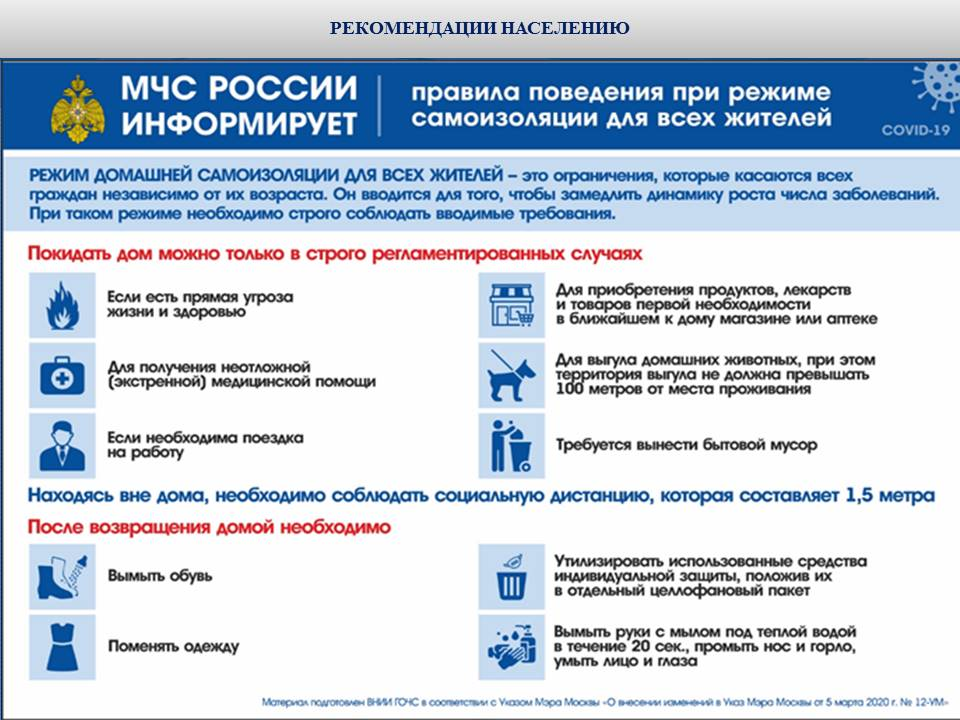 РЕКОМЕНДАЦИИ НАСЕЛЕНИЮ
МЧС РОССИИ
ИНФОРМИРУЕТ
правила поведения при режиме
самоизоляции для всех жителей
COVID-19
РЕЖИМ ДОМАШНЕЙ САМОИЗОЛЯЦИИ ДЛЯ ВСЕХ ЖИТЕЛЕЙ – это ограничения, которые касаются всех
граждан независимо от их возраста. Он вводится для того, чтобы замедлить динамику роста числа заболеваний.
При таком режиме необходимо строго соблюдать вводимые требования.
Покидать дом можно только в строго регламентированных случаях
Если есть прямая угроза
жизни и здоровью
Для получения неотложной
(экстренной) медицинской помощи
Если необходима поездка
на работу
Для приобретения продуктов, лекарств
и товаров первой необходимости
в ближайшем к дому магазине или аптеке
Для выгула домашних животных, при этом
территория выгула не должна превышать
100 метров от места проживания
Требуется вынести бытовой мусор
Находясь вне дома, необходимо соблюдать социальную дистанцию, которая составляет 1,5 метра
После возвращения домой необходимо
Вымыть обувь
Поменять одежду
Утилизировать использованные средства
индивидуальной защиты, положив их
в отдельный целлофановый пакет
Вымыть руки с мылом под теплой водой
в течение 20 сек., промыть нос и горло,
умыть лицо и глаза
Материал подготовлен ВНИИ ГОЧС в соответствии с Указом Мэра Москвы «О внесении изменений в Указ Мэра Москвы от 5 марта 2020 г. № 12-УМ»